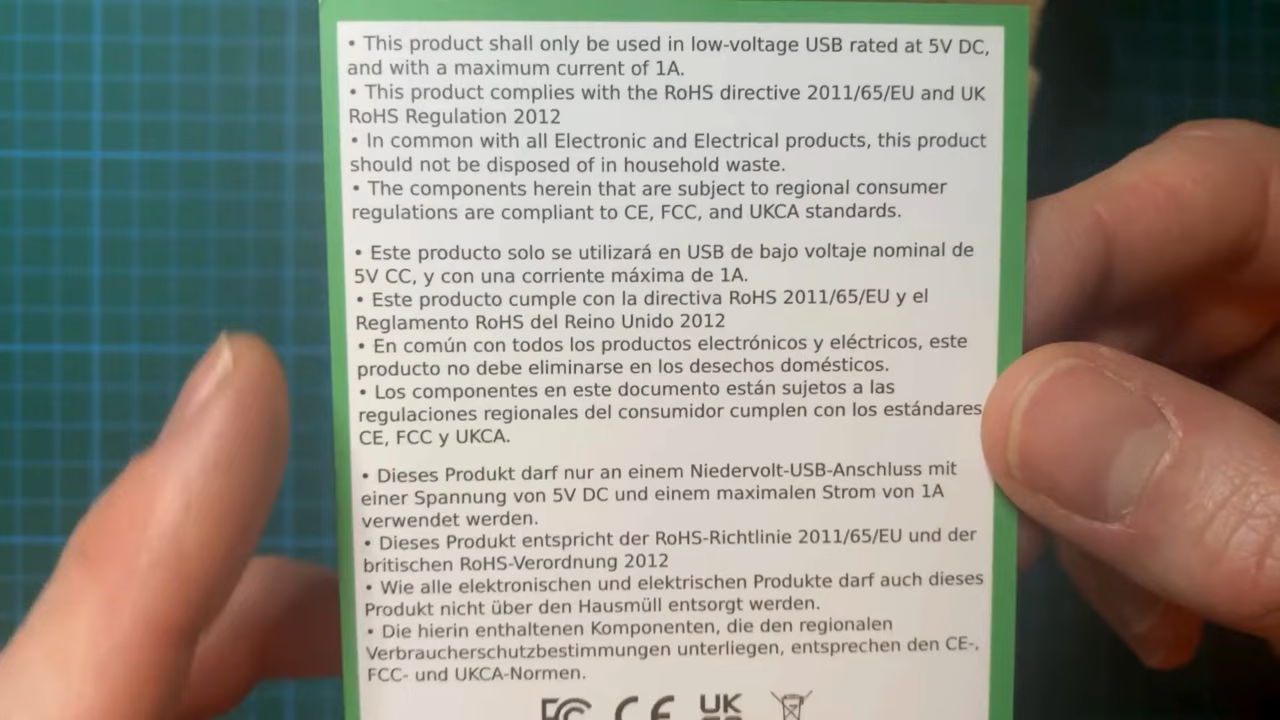 • This product shall only be used in low-voltage USB rated at 5V DC,
and with a maximum current of 1A.
• This product complies with the RoHS directive 2011/65/EU and UK
RoHS Regulation 2012
• In common with all Electronic and Electrical products, this product
should not be disposed of in household waste.
• The components herein that are subject to regional consumer
regulations are compliant to CE, FCC, and UKCA standards.
• Este producto solo se utilizará en USB de bajo voltaje nominal de
5V CC, y con una corriente máxima de 1A.
• Este producto cumple con la directiva RoHS 2011/65/EU y el
Reglamento RoHS del Reino Unido 2012
• En común con todos los productos electrónicos y eléctricos, este
producto no debe eliminarse en los desechos domésticos.
• Los componentes en este documento están sujetos a las
regulaciones regionales del consumidor cumplen con los estándares
CE, FCC y UKCA.
• Dieses Produkt darf nur an einem Niedervolt-USB-Anschluss mit
einer Spannung von 5V DC und einem maximalen Strom von 1A
verwendet werden.
• Dieses Produkt entspricht der RoHS-Richtlinie 2011/65/EU und der
britischen RoHS-Verordnung 2012
• Wie alle elektronischen und elektrischen Produkte darf auch dieses
Produkt nicht über den Hausmüll entsorgt werden.
• Die hierin enthaltenen Komponenten, die den regionalen
Verbraucherschutzbestimmungen unterliegen, entsprechen den CE-,
FCC- und UKCA-Normen.
FC CE UK